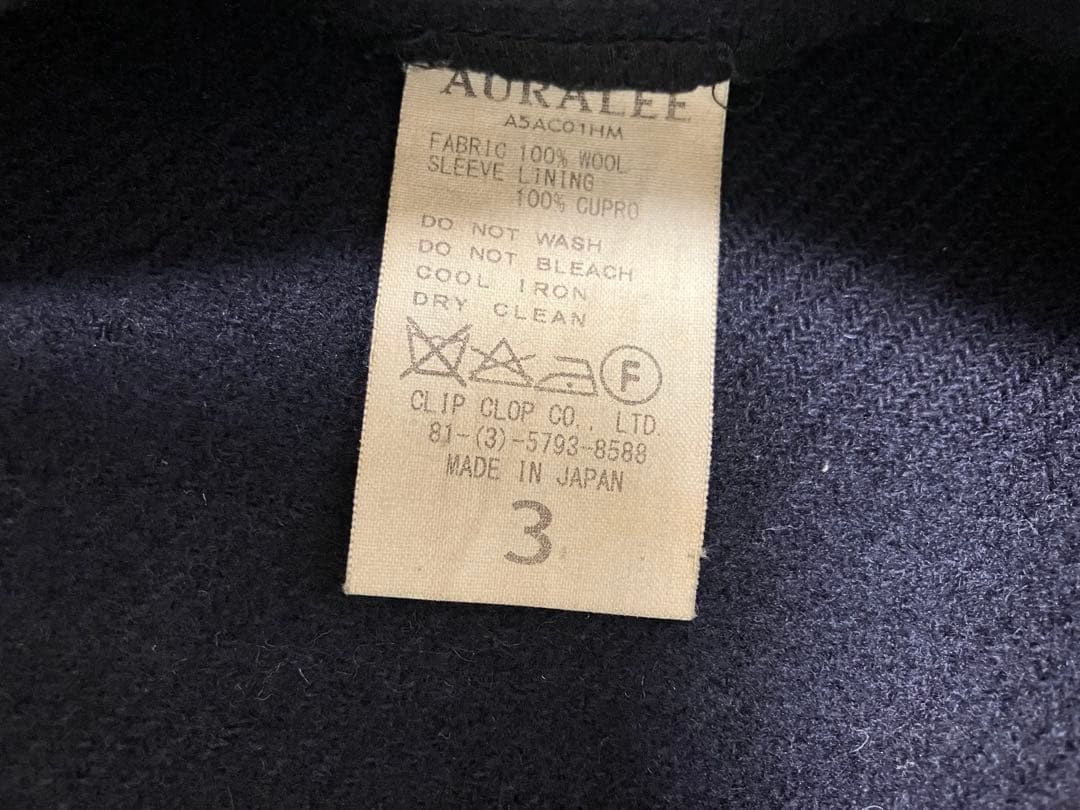 AURALEE
A5AC01HM
FABRIC 100% WOOL
SLEEVE LINING
100% CUPRO
DO NOT WASH
DO NOT BLEACH
COOL IRON
DRY CLEAN
F
CLIP CLOP CO., LTD.
81-(3)-5793-8588
MADE IN JAPAN
3